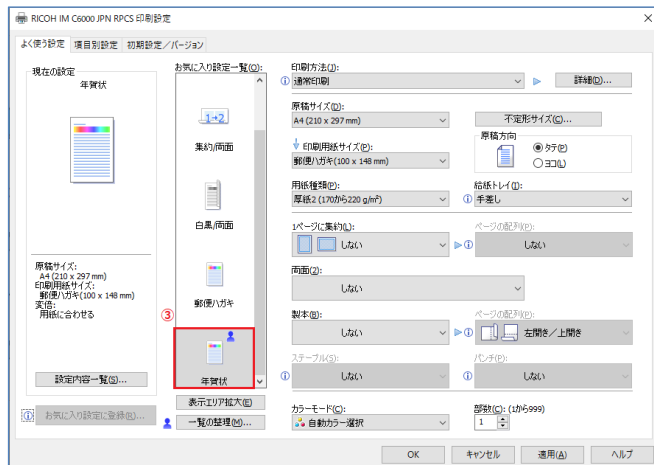 RICOH IM C6000 JPN RPCS 印刷設定
よく使う設定 項目別設定 初期設定／バージョン
現在の設定
年賀状
原稿サイズ:
A4 (210 x 297 mm)
印刷用紙サイズ:
郵便ハガキ(100 x 148 mm)
変倍:
用紙に合わせる
設定内容一覧(S)...
お気に入り設定に登録(R)...
お気に入り設定一覧(O):
1→2
集約/両面
白黒/両面
郵便ハガキ
③
年賀状
表示エリア拡大(E)
一覧の整理(M)...
印刷方法(J):
通常印刷
詳細(D)...
原稿サイズ(D):
A4 (210 x 297 mm)
不定形サイズ(C)...
印刷用紙サイズ(P):
郵便ハガキ(100 x 148 mm)
原稿方向
タテ(P)
ヨコ(L)
用紙種類(P):
厚紙2 (170から220 g/m²)
給紙トレイ(I):
手差し
1ページに集約(L):
しない
ページの配列(P):
しない
両面(2):
しない
製本(B):
しない
ページの配列(P):
左開き／上開き
ステープル(S):
しない
パンチ(F):
しない
カラーモード(C):
自動カラー選択
部数(C): (1から999)
1
OK キャンセル 適用(A) ヘルプ